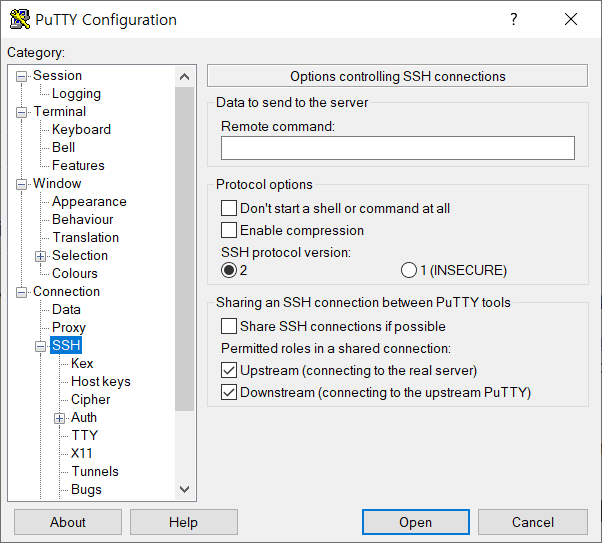 PuTTY Configuration
?
Category:
Session
Logging
Terminal
Keyboard
Bell
Features
Window
Appearance
Behaviour
Translation
Selection
Colours
Connection
Data
Proxy
SSH
Kex
Host keys
Cipher
Auth
TTY
X11
Tunnels
Bugs
Options controlling SSH connections
Data to send to the server
Remote command:
Protocol options
Don't start a shell or command at all
Enable compression
SSH protocol version:
2 1 (INSECURE)
Sharing an SSH connection between PuTTY tools
Share SSH connections if possible
Permitted roles in a shared connection:
Upstream (connecting to the real server)
Downstream (connecting to the upstream PuTTY)
About Help Open Cancel